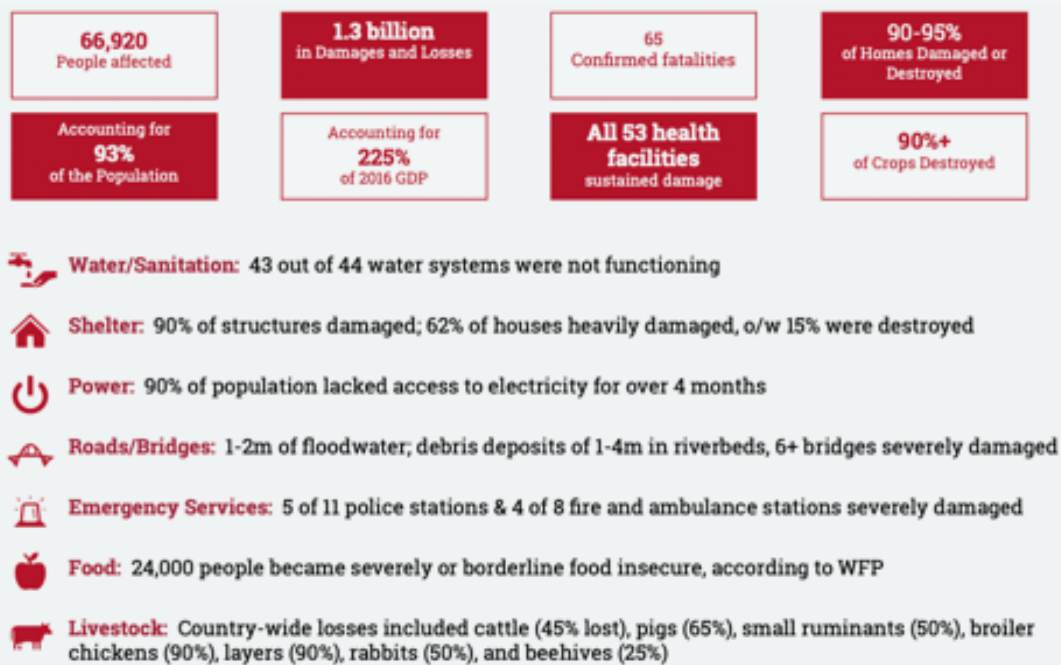 66,920
People affected
1.3 billion
in Damages and Losses
65
Confirmed fatalities
90-95%
of Homes Damaged or
Destroyed
Accounting for
93%
of the Population
Accounting for
225%
of 2016 GDP
All 53 health
facilities
sustained damage
90%+
of Crops Destroyed
Water/Sanitation: 43 out of 44 water systems were not functioning
Shelter: 90% of structures damaged; 62% of houses heavily damaged, o/w 15% were destroyed
Power: 90% of population lacked access to electricity for over 4 months
Roads/Bridges: 1-2m of floodwater; debris deposits of 1-4m in riverbeds, 6+ bridges severely damaged
Emergency Services: 5 of 11 police stations & 4 of 8 fire and ambulance stations severely damaged
Food: 24,000 people became severely or borderline food insecure, according to WFP
Livestock: Country-wide losses included cattle (45% lost), pigs (65%), small ruminants (50%), broiler
chickens (90%), layers (90%), rabbits (50%), and beehives (25%)